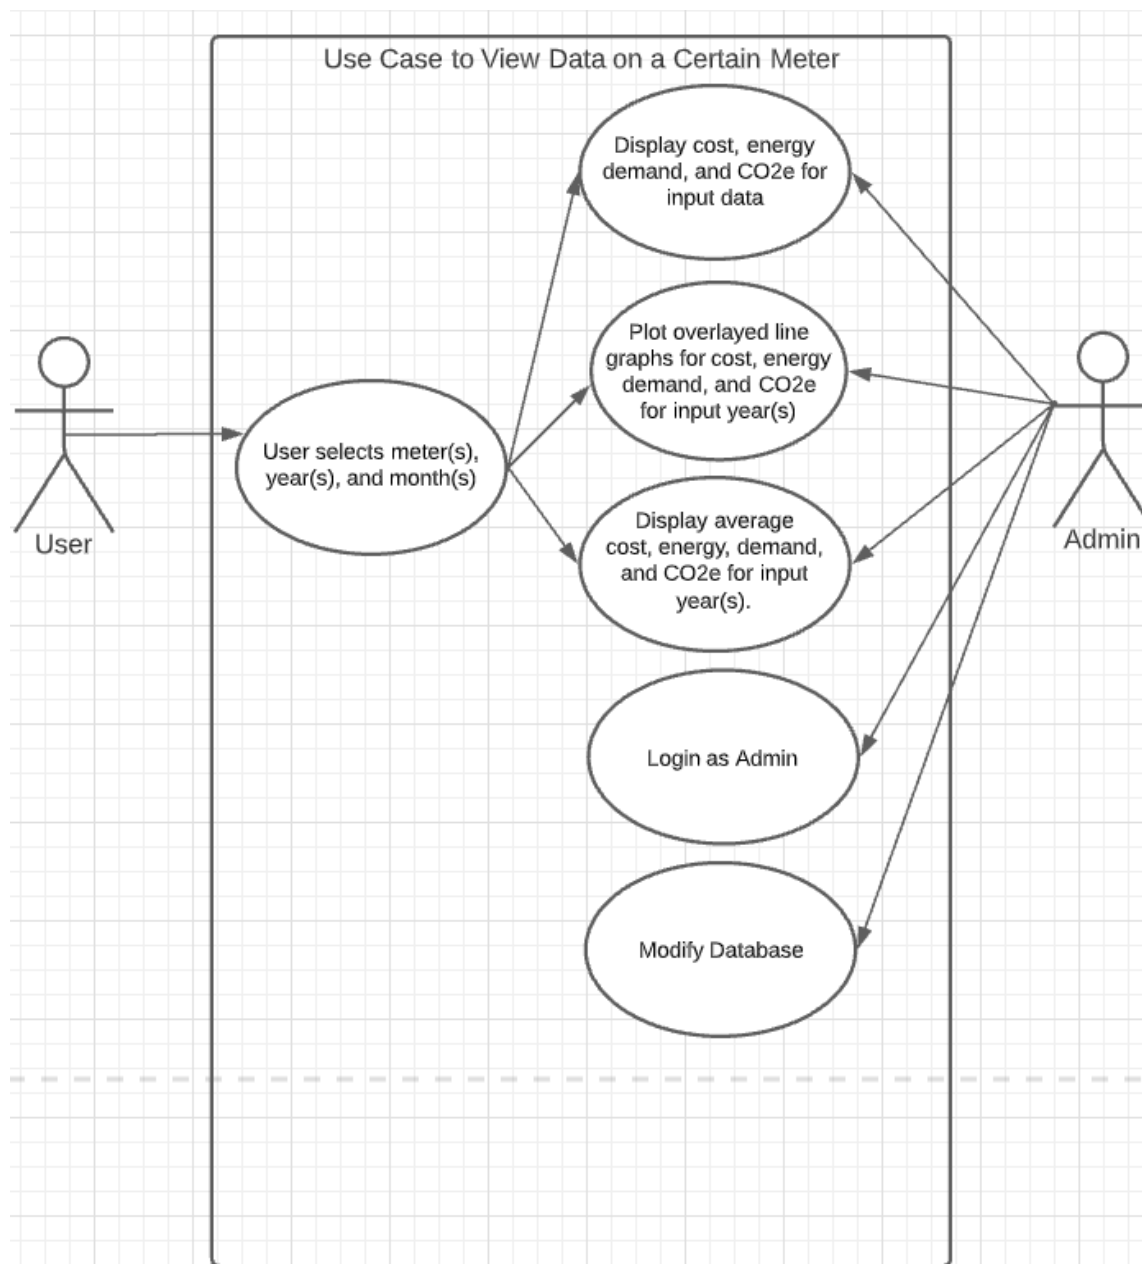 Use Case to View Data on a Certain Meter
Display cost, energy
demand, and CO2e for
input data
Plot overlayed line
graphs for cost, energy
demand, and CO2e
for input year(s)
User selects meter(s),
year(s), and month(s)
User
Admin
Display average
cost, energy, demand,
and CO2e for input
year(s).
Login as Admin
Modify Database